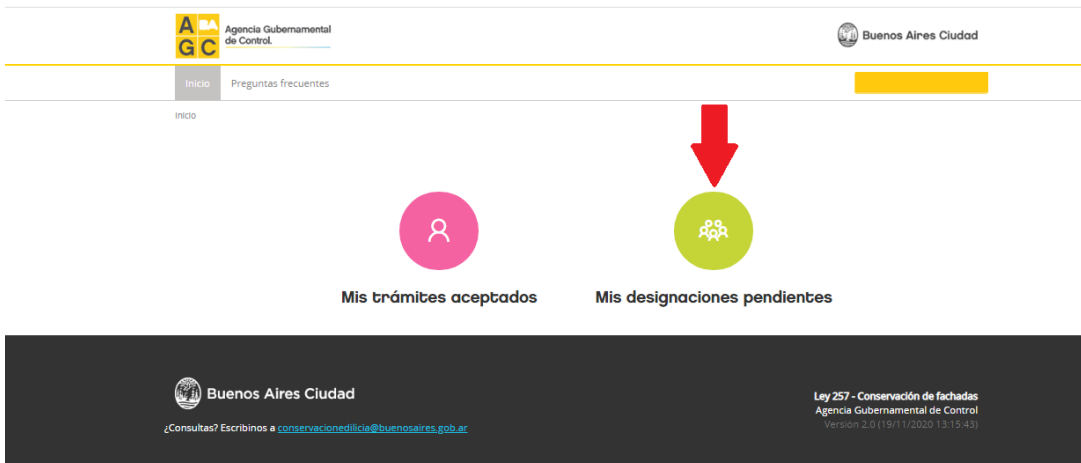 A BA
G C
Agencia Gubernamental
de Control.
Buenos Aires Ciudad
Inicio
Preguntas frecuentes
Inicio
Mis trámites aceptados
Mis designaciones pendientes
Buenos Aires Ciudad
¿Consultas? Escribinos a conservacionedilicia@buenosaires.gob.ar
Ley 257 - Conservación de fachadas
Agencia Gubernamental de Control
Versión 2.0 (19/11/2020 13:15:43)